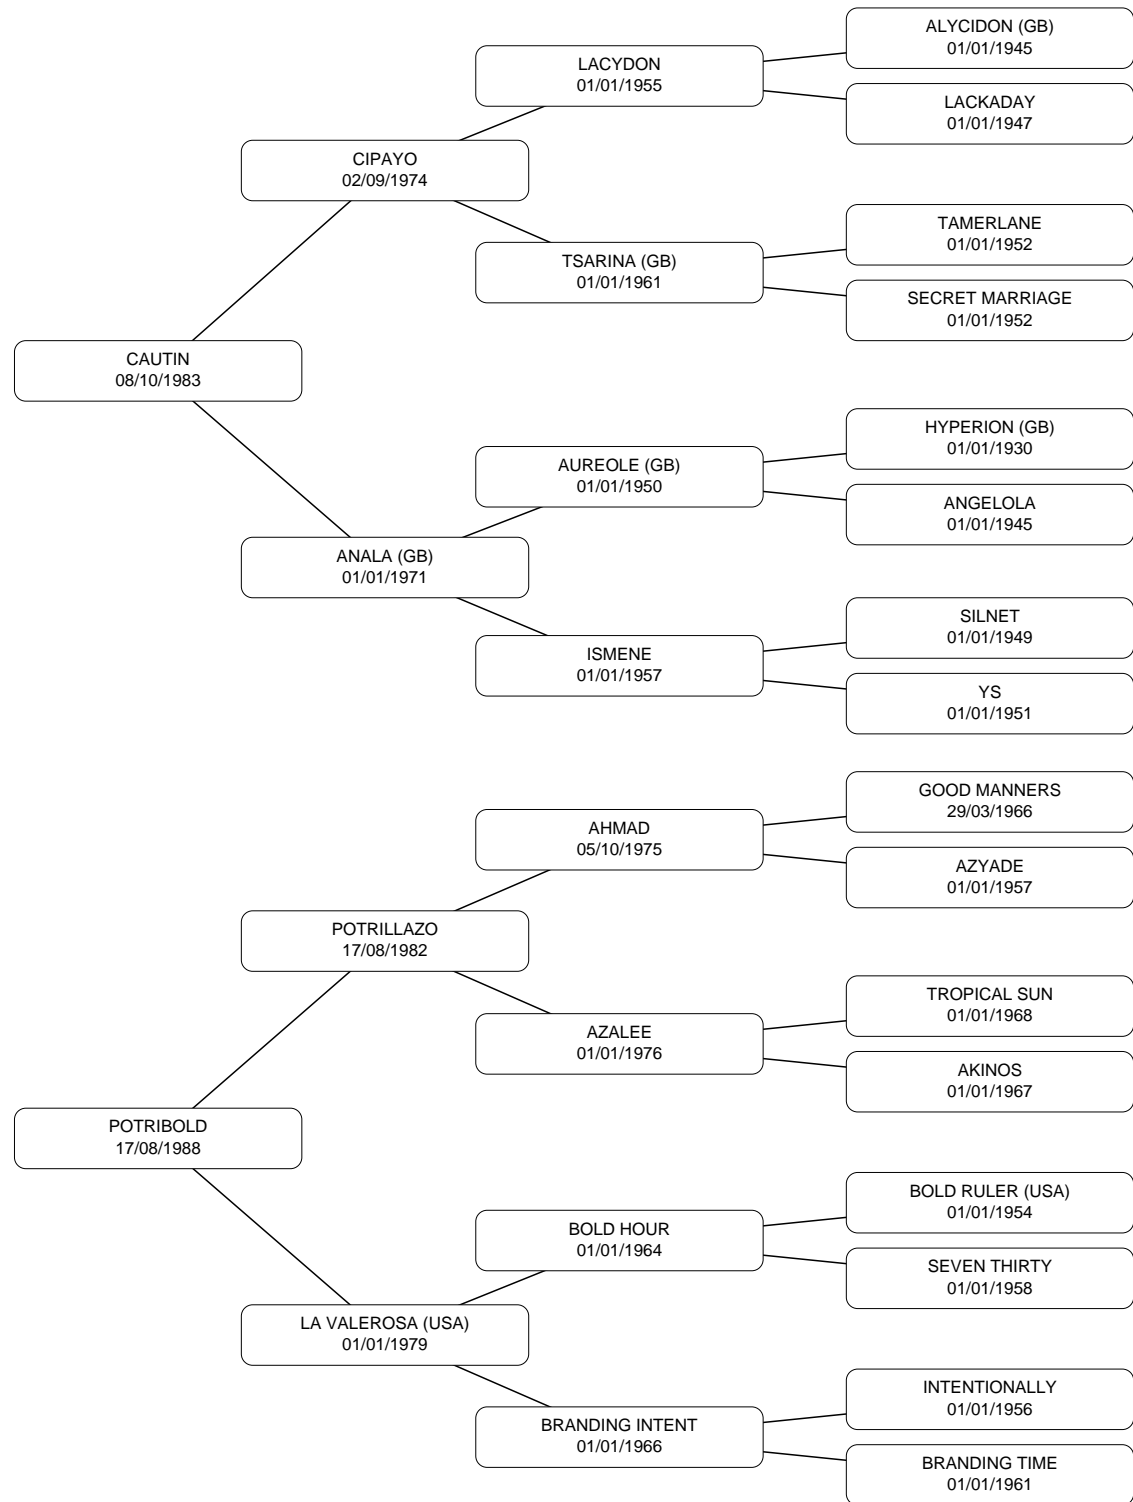 ALYCIDON (GB)
01/01/1945
LACYDON
01/01/1955
LACKADAY
01/01/1947
CIPAYO
02/09/1974
TAMERLANE
01/01/1952
TSARINA (GB)
01/01/1961
SECRET MARRIAGE
01/01/1952
CAUTIN
08/10/1983
HYPERION (GB)
01/01/1930
AUREOLE (GB)
01/01/1950
ANGELOLA
01/01/1945
ANALA (GB)
01/01/1971
SILNET
01/01/1949
ISMENE
01/01/1957
YS
01/01/1951
GOOD MANNERS
29/03/1966
AHMAD
05/10/1975
AZYADE
01/01/1957
POTRILLAZO
17/08/1982
TROPICAL SUN
01/01/1968
AZALEE
01/01/1976
AKINOS
01/01/1967
POTRIBOLD
17/08/1988
BOLD RULER (USA)
01/01/1954
BOLD HOUR
01/01/1964
SEVEN THIRTY
01/01/1958
LA VALEROSA (USA)
01/01/1979
INTENTIONALLY
01/01/1956
BRANDING INTENT
01/01/1966
BRANDING TIME
01/01/1961